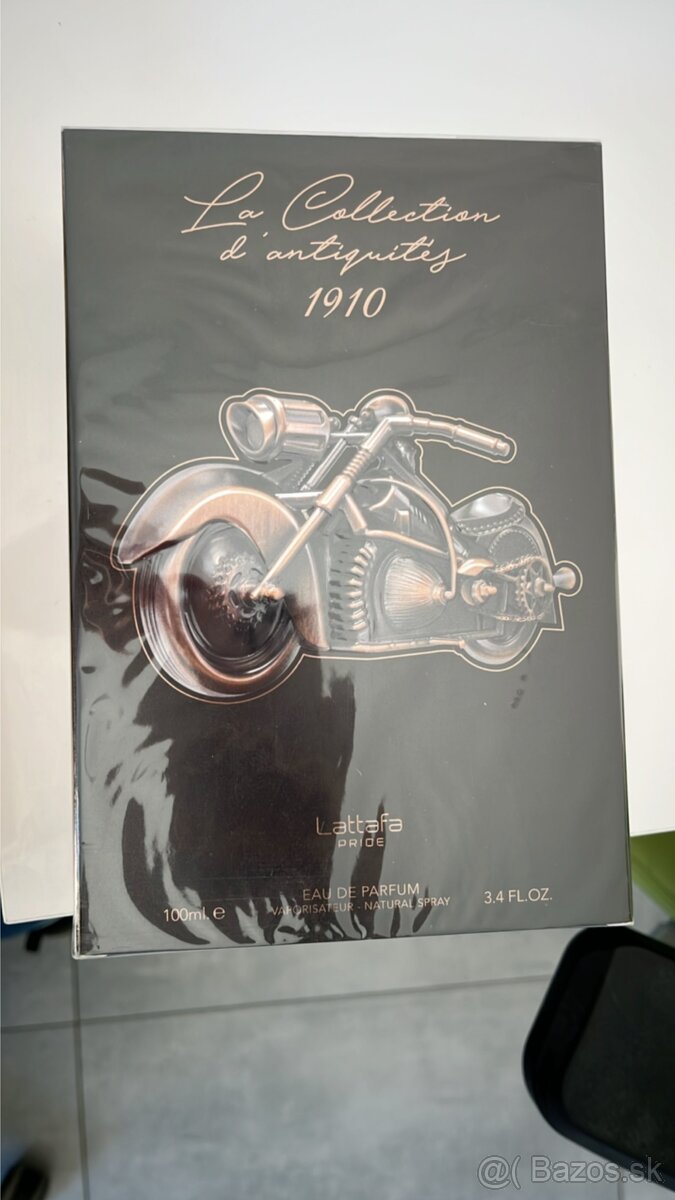 La Collection
d'antiquités
1910
Lattafa
PRIDE
EAU DE PARFUM
100ml. e VAPORISATEUR - NATURAL SPRAY 3.4 FL.OZ.
@( Bazos.sk